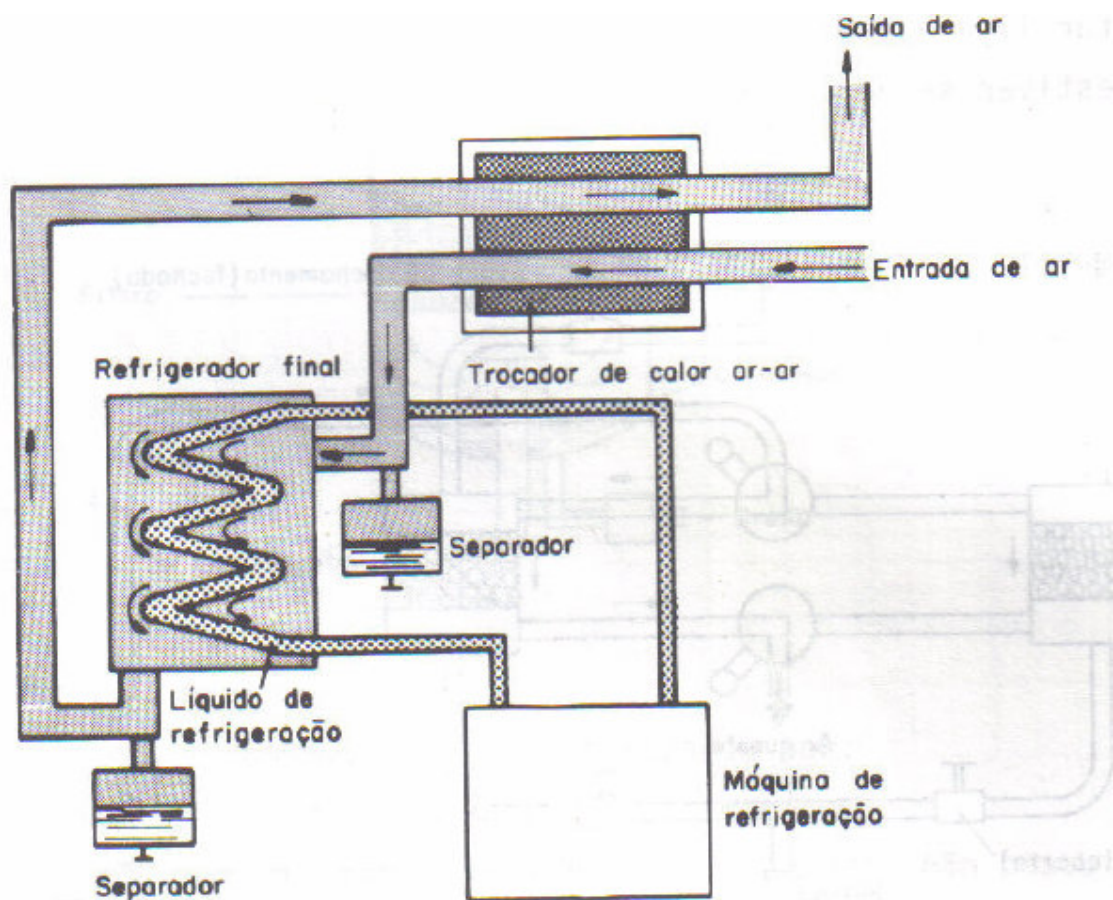 Saída de ar
Entrada de ar
Trocador de calor ar-ar
Refrigerador final
Separador
Líquido de
refrigeração
Máquina de
refrigeração
Separador